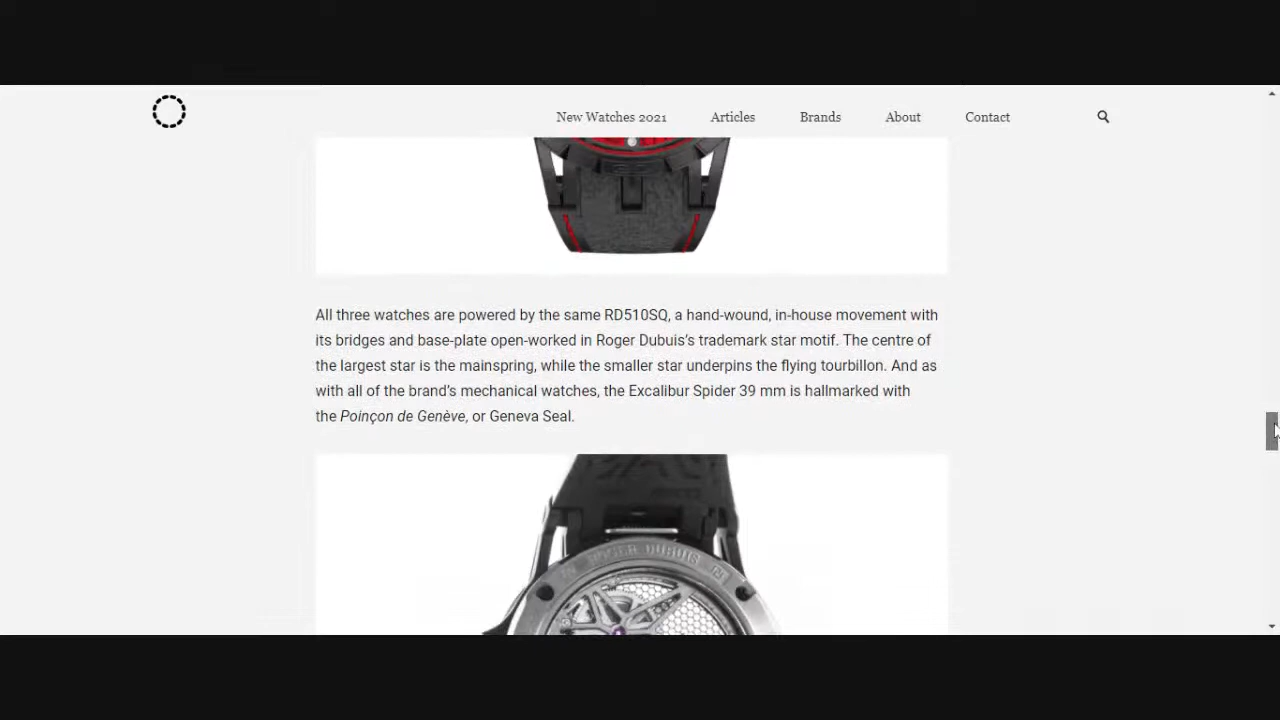 New Watches 2021 Articles Brands About Contact
All three watches are powered by the same RD510SQ, a hand-wound, in-house movement with
its bridges and base-plate open-worked in Roger Dubuis’s trademark star motif. The centre of
the largest star is the mainspring, while the smaller star underpins the flying tourbillon. And as
with all of the brand’s mechanical watches, the Excalibur Spider 39 mm is hallmarked with
the Poinçon de Genève, or Geneva Seal.
ROGER DUBUIS